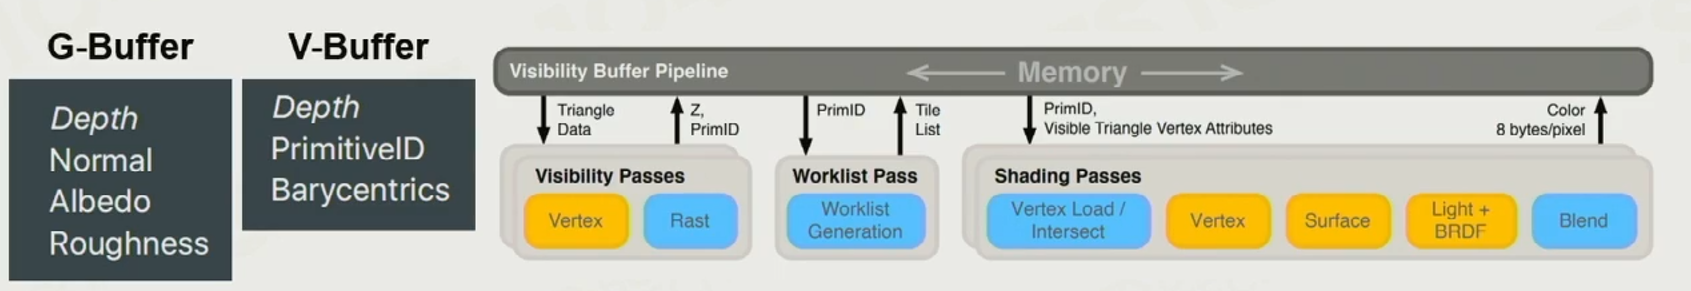 G-Buffer
Depth
Normal
Albedo
Roughness
V-Buffer
Depth
PrimitiveID
Barycentrics
Visibility Buffer Pipeline
Memory
Triangle
Data
Z,
PrimID
PrimID
Tile
List
PrimID,
Visible Triangle Vertex Attributes
Color
8 bytes/pixel
Visibility Passes
Vertex
Rast
Worklist Pass
Worklist
Generation
Shading Passes
Vertex Load /
Intersect
Vertex
Surface
Light +
BRDF
Blend